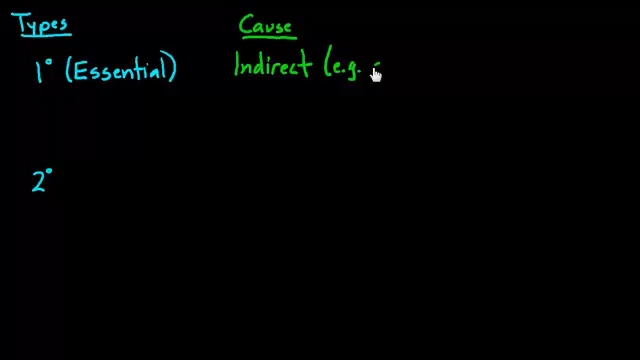 Types Cause
1° (Essential) Indirect (e.g.
2°